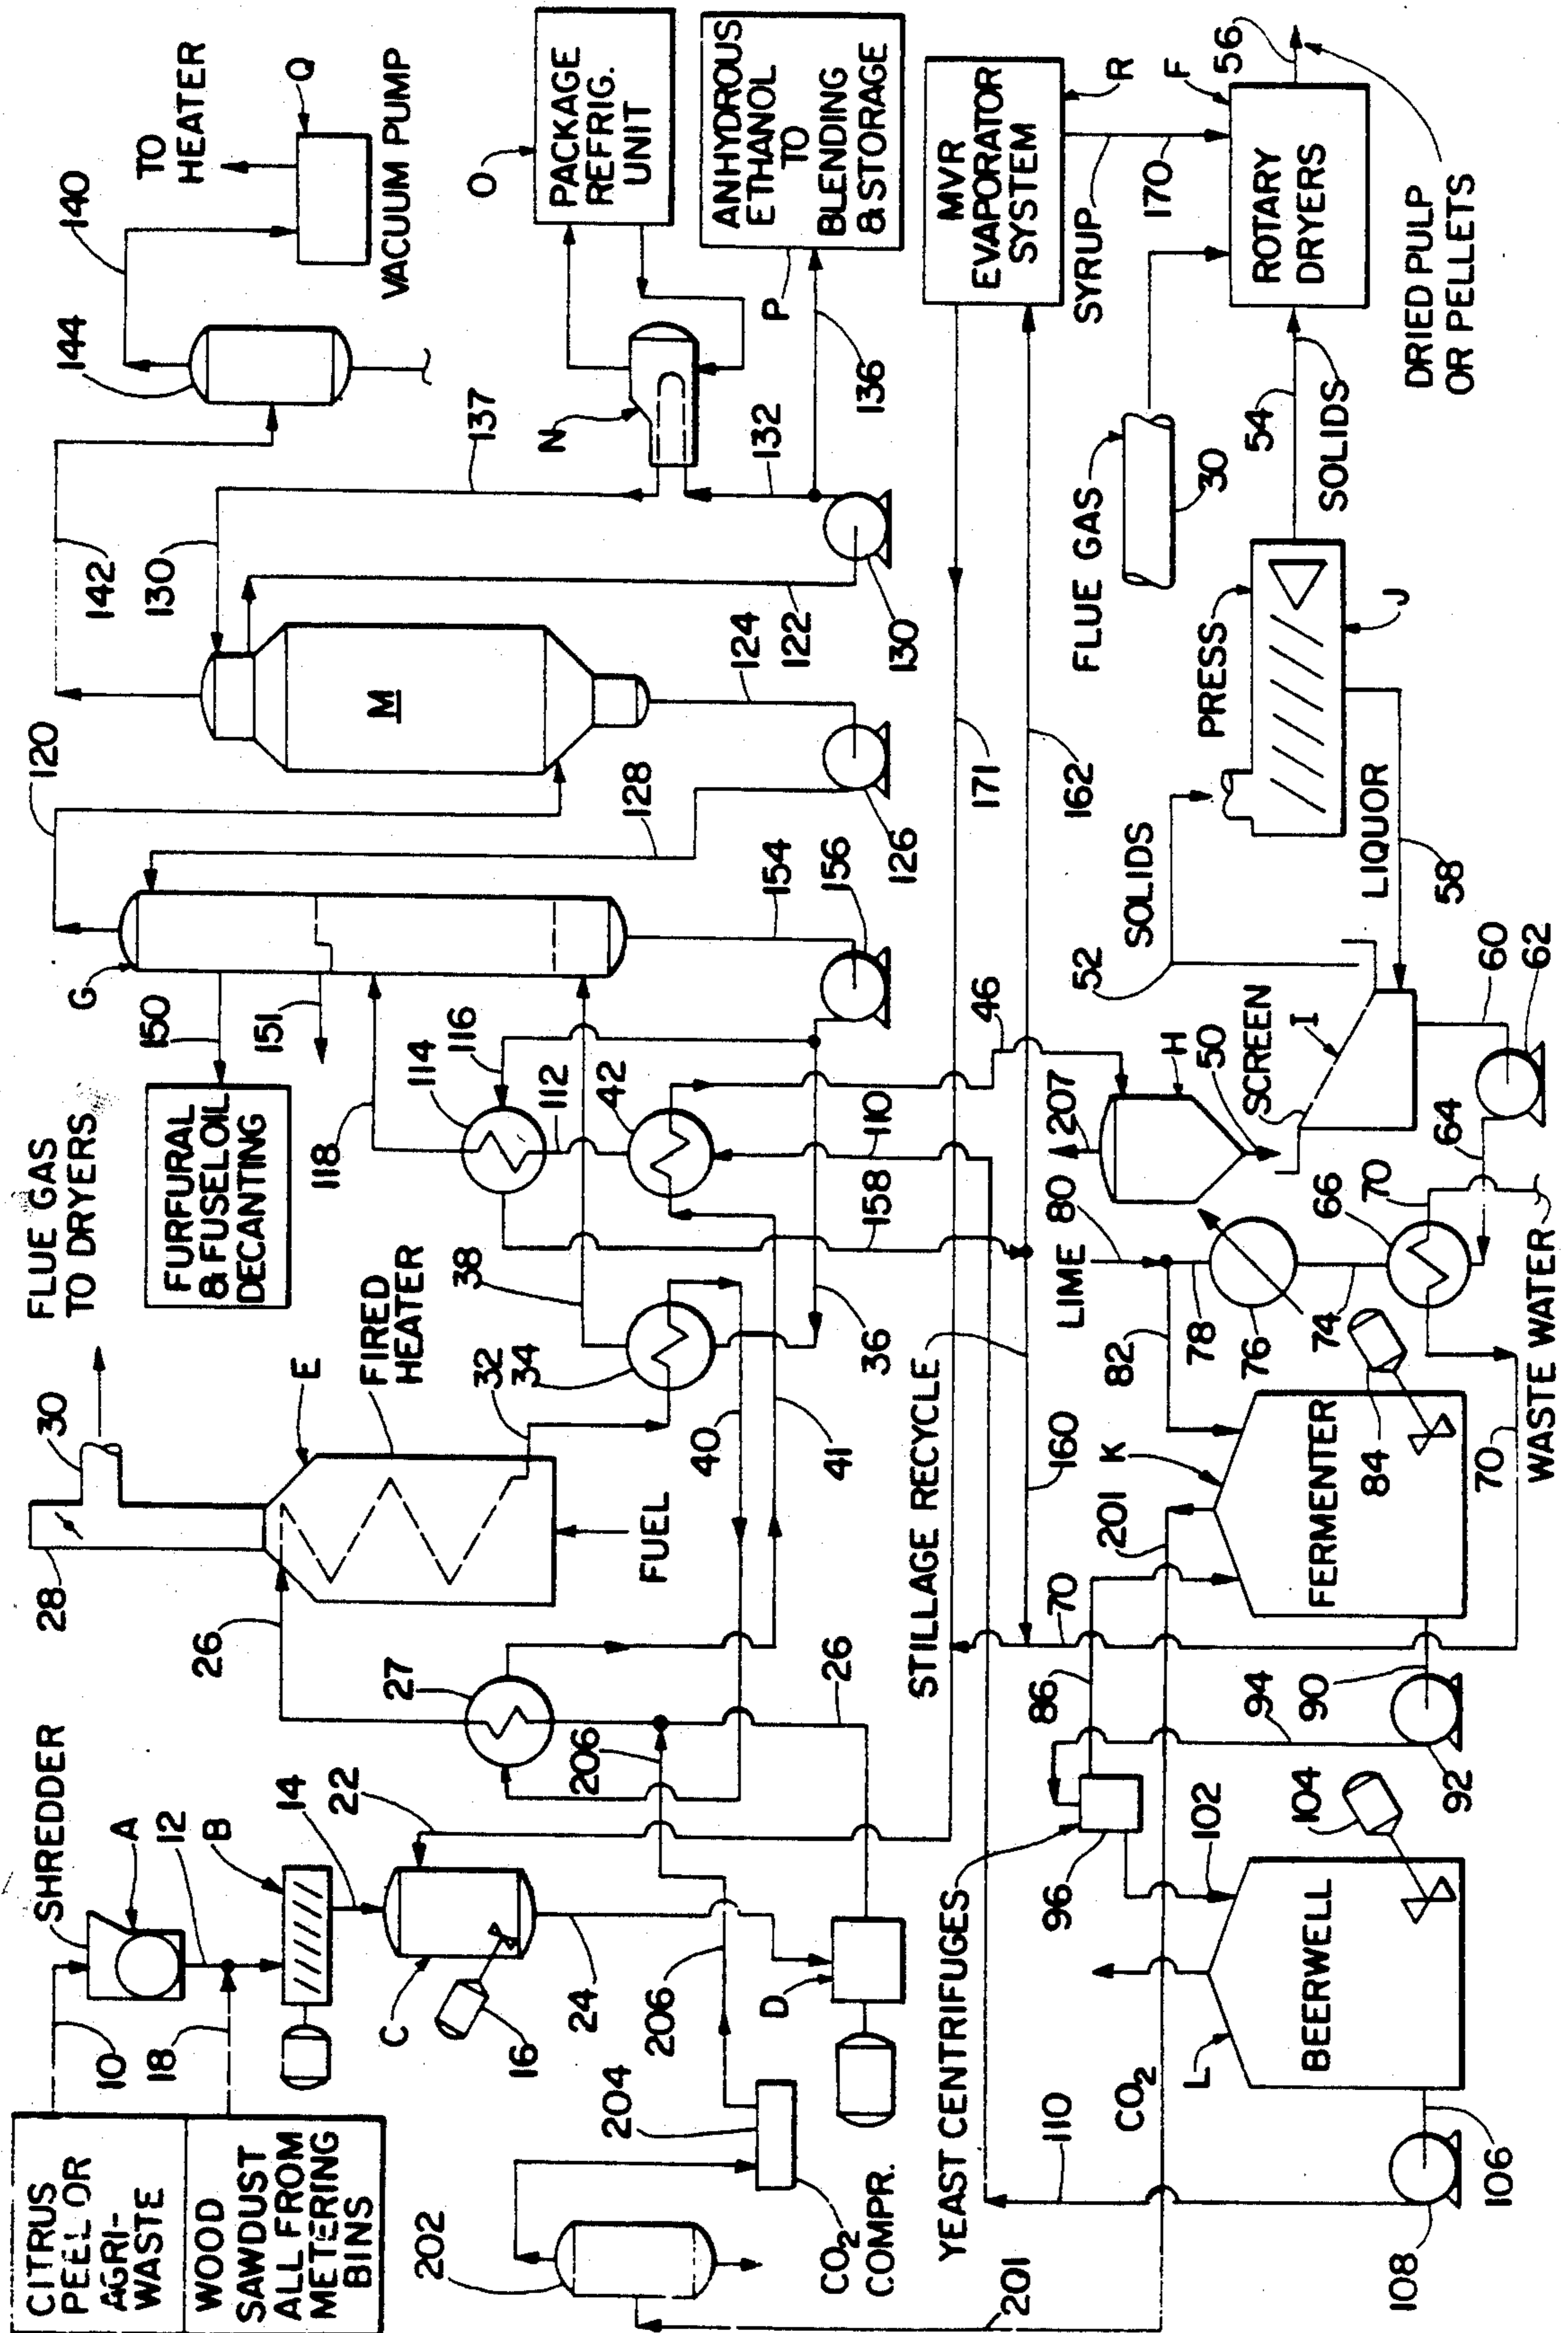 CITRUS
PEEL OR
AGRI-
WASTE
WOOD
SAWDUST
ALL FROM
METERING
BINS
10
18
SHREDDER
A
12
B
14
22
C
16
24
28
30
FLUE GAS
TO DRYERS
26
E
FIRED
HEATER
FUEL
32
34
27
206
26
38
36
40
41
G
150
151
FURFURAL
& FUSEL OIL
DECANTING
118
114
116
112
42
110
158
120
M
128
154
156
126
124
122
130
142
130
137
144
140
TO
HEATER
Q
VACUUM PUMP
N
O
PACKAGE
REFRIG.
UNIT
132
136
P
ANHYDROUS
ETHANOL
TO
BLENDING
& STORAGE
130
202
204
206
D
CO2
COMPR.
201
STILLAGE RECYCLE
160
46
171
162
MVR
EVAPORATOR
SYSTEM
R
SYRUP
170
F
YEAST CENTRIFUGES
96
86
94
70
201
K
110
CO2
L
102
BEERWELL
104
106
108
92
90
FERMENTER
84
82
LIME
80
78
76
74
66
70
64
70
WASTE WATER
207
H
50
SCREEN
I
60
62
52
SOLIDS
PRESS
J
LIQUOR
58
54
SOLIDS
FLUE GAS
30
ROTARY
DRYERS
56
DRIED PULP
OR PELLETS